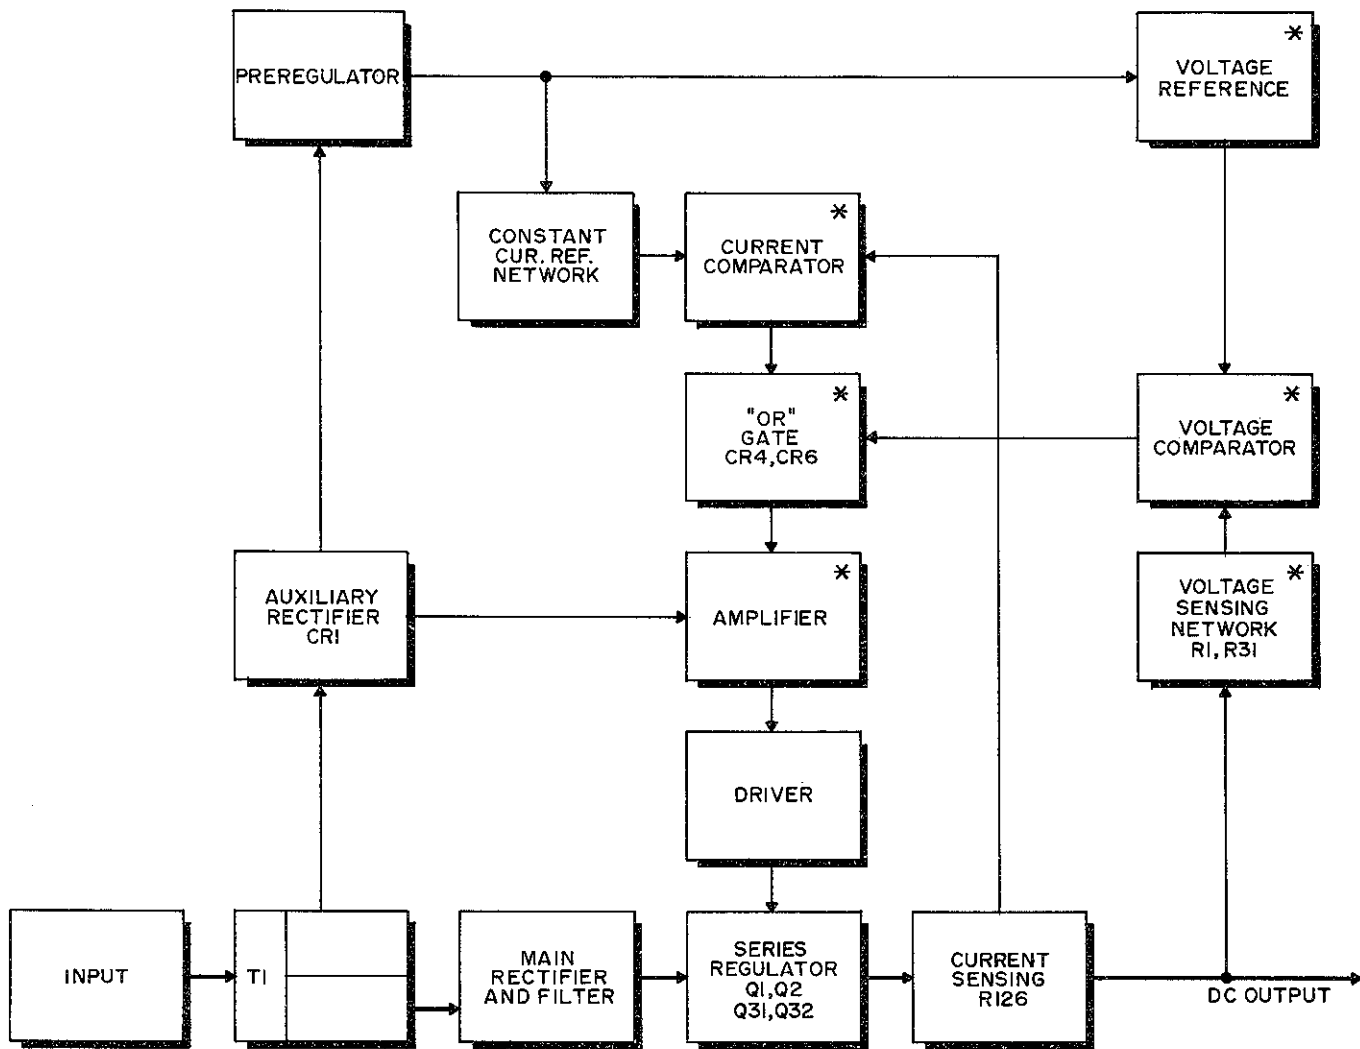 PREREGULATOR
*
VOLTAGE
REFERENCE
CONSTANT
CUR. REF.
NETWORK
*
CURRENT
COMPARATOR
*
"OR"
GATE
CR4, CR6
*
VOLTAGE
COMPARATOR
AUXILIARY
RECTIFIER
CR1
*
AMPLIFIER
*
VOLTAGE
SENSING
NETWORK
R1, R31
DRIVER
INPUT
T1
MAIN
RECTIFIER
AND FILTER
SERIES
REGULATOR
Q1, Q2
Q31, Q32
CURRENT
SENSING
R126
DC OUTPUT